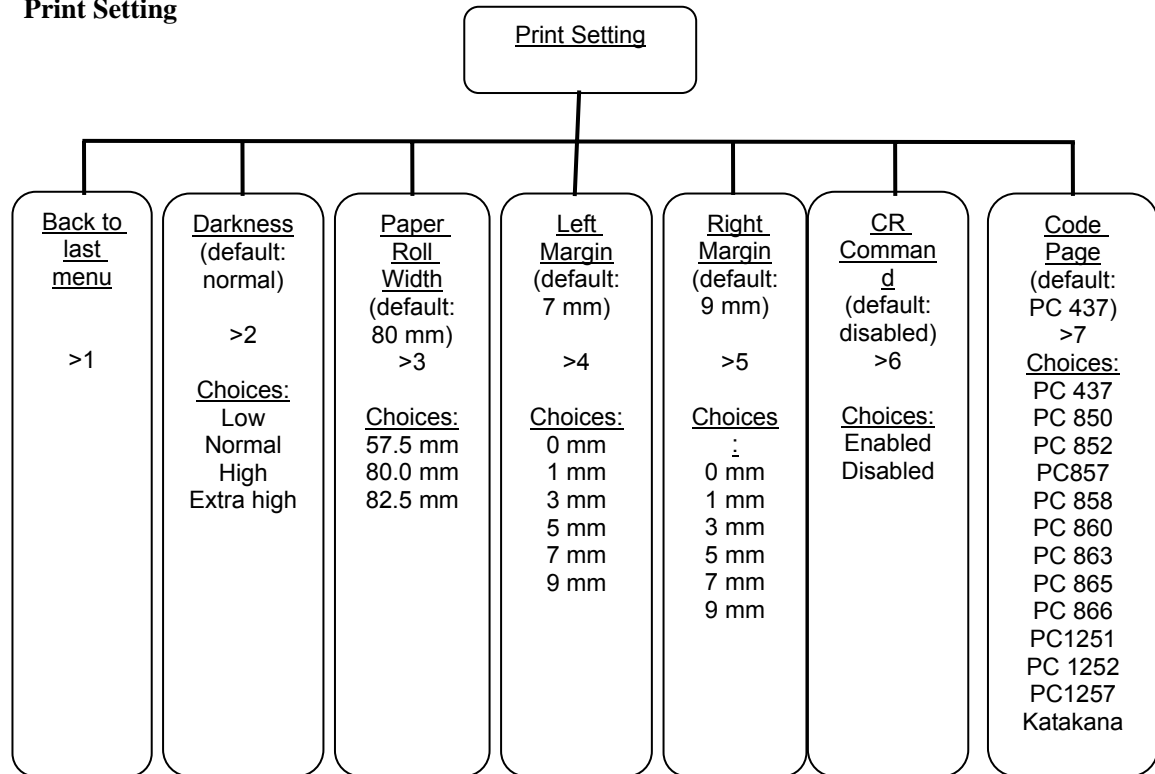 Print Setting
Print Setting
Back to
last
menu
>1
Darkness
(default:
normal)
>2
Choices:
Low
Normal
High
Extra high
Paper
Roll
Width
(default:
80 mm)
>3
Choices:
57.5 mm
80.0 mm
82.5 mm
Left
Margin
(default:
7 mm)
>4
Choices:
0 mm
1 mm
3 mm
5 mm
7 mm
9 mm
Right
Margin
(default:
9 mm)
>5
Choices
:
0 mm
1 mm
3 mm
5 mm
7 mm
9 mm
CR
Comman
d
(default:
disabled)
>6
Choices:
Enabled
Disabled
Code
Page
(default:
PC 437)
>7
Choices:
PC 437
PC 850
PC 852
PC857
PC 858
PC 860
PC 863
PC 865
PC 866
PC1251
PC 1252
PC1257
Katakana